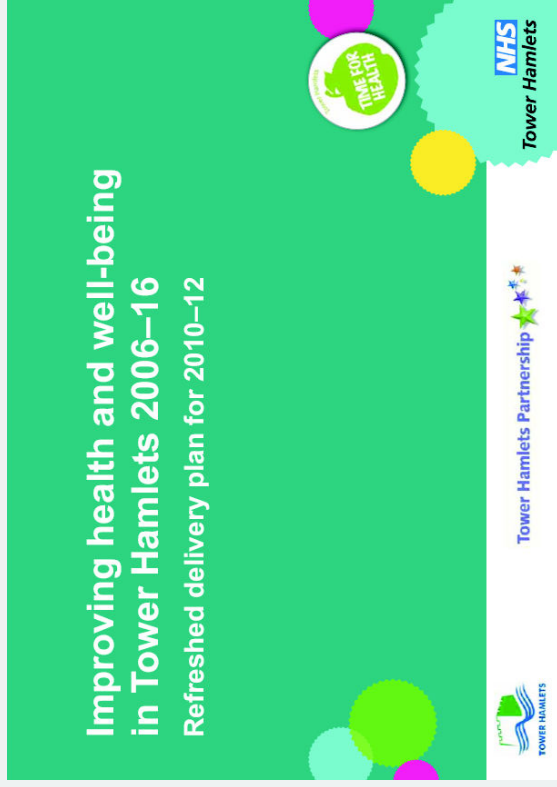 Improving health and well-being
in Tower Hamlets 2006–16
Refreshed delivery plan for 2010–12
TIME FOR
HEALTH
TOWER HAMLETS
Tower Hamlets Partnership
NHS
Tower Hamlets